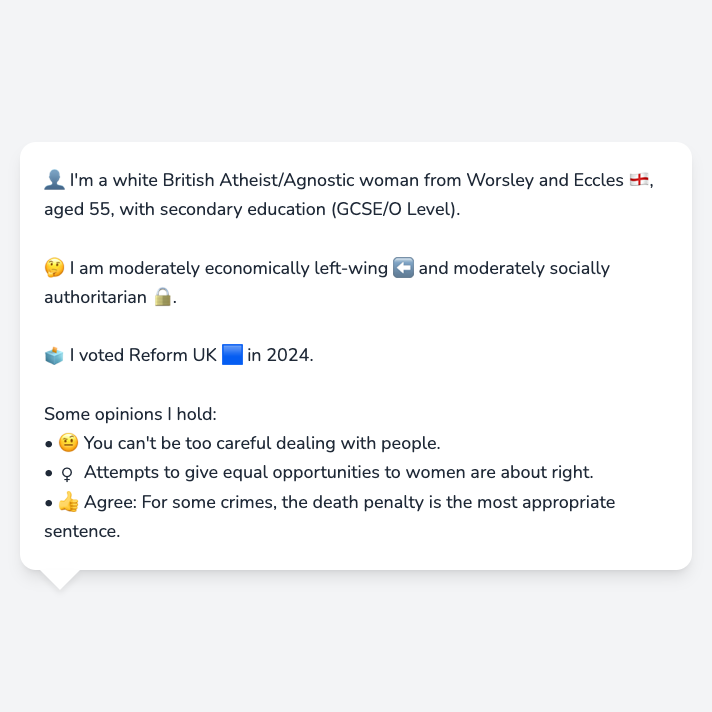 👤 I'm a white British Atheist/Agnostic woman from Worsley and Eccles 🏴󠁧󠁢󠁥󠁮󠁧󠁿,
aged 55, with secondary education (GCSE/O Level).
🤔 I am moderately economically left-wing ⬅️ and moderately socially
authoritarian 🔒.
🗳️ I voted Reform UK 🟦 in 2024.
Some opinions I hold:
• 🤨 You can't be too careful dealing with people.
• ♀ Attempts to give equal opportunities to women are about right.
• 👍 Agree: For some crimes, the death penalty is the most appropriate
sentence.